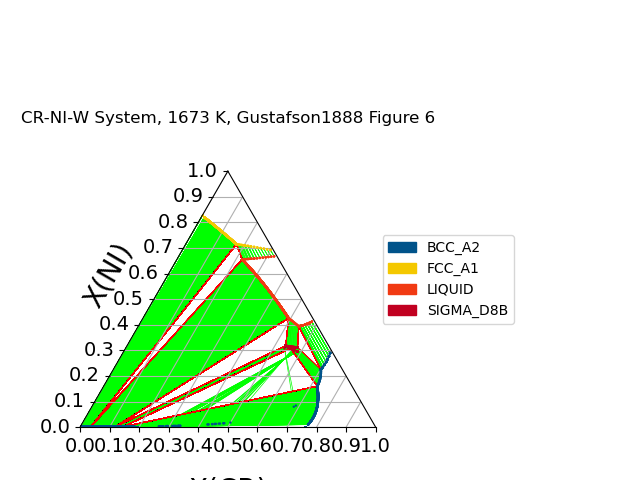 CR-NI-W System, 1673 K, Gustafson1888 Figure 6
1.0
0.9
0.8
0.7
0.6
0.5
0.4
0.3
0.2
0.1
0.0
X(NI)
0.00.10.20.30.40.50.60.70.80.91.0
X(CR)
BCC_A2
FCC_A1
LIQUID
SIGMA_D8B